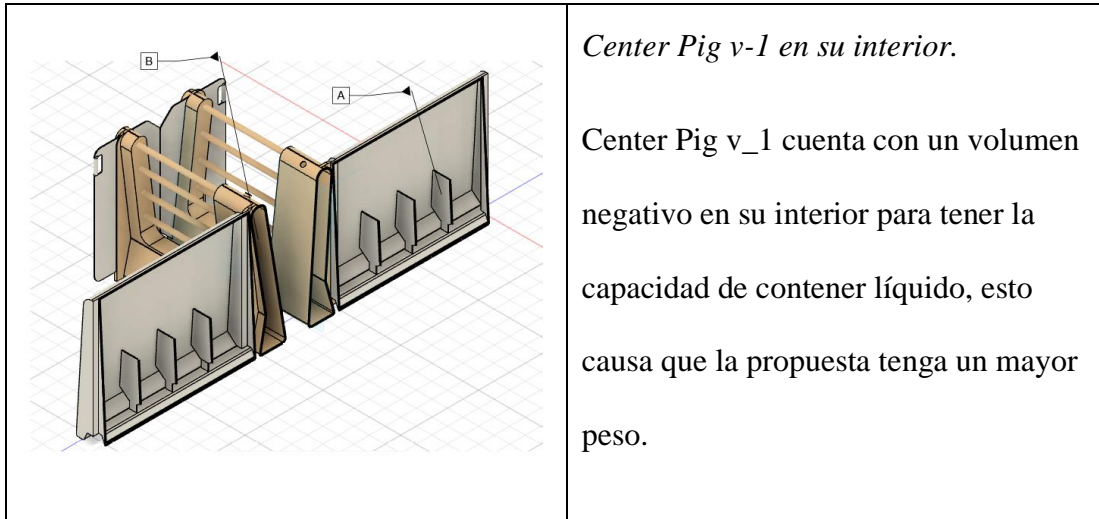 B
A
Center Pig v-1 en su interior.
Center Pig v_1 cuenta con un volumen
negativo en su interior para tener la
capacidad de contener líquido, esto
causa que la propuesta tenga un mayor
peso.